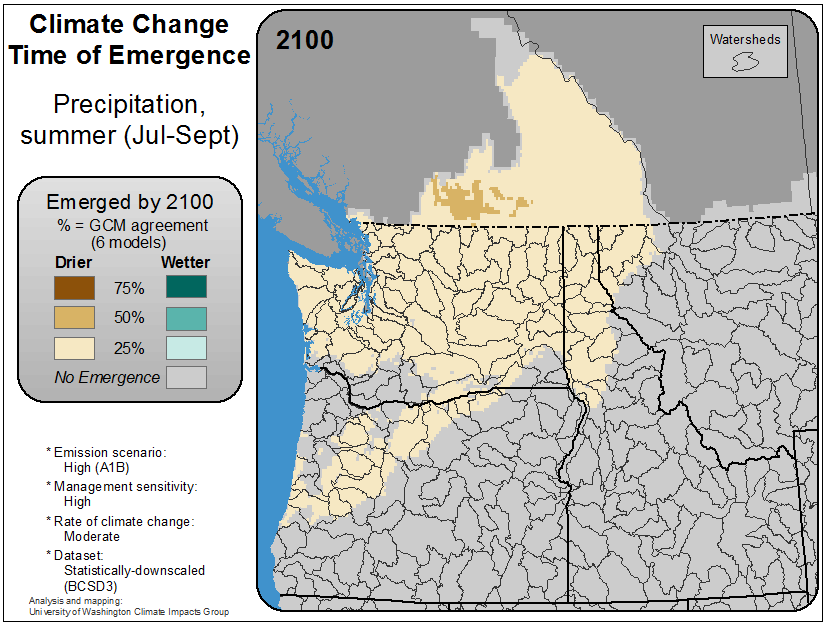 Climate Change
Time of Emergence
Precipitation,
summer (Jul-Sept)
Emerged by 2100
% = GCM agreement
(6 models)
Drier Wetter
75%
50%
25%
No Emergence
* Emission scenario:
High (A1B)
* Management sensitivity:
High
* Rate of climate change:
Moderate
* Dataset:
Statistically-downscaled
(BCSD3)
Analysis and mapping:
University of Washington Climate Impacts Group
2100
Watersheds